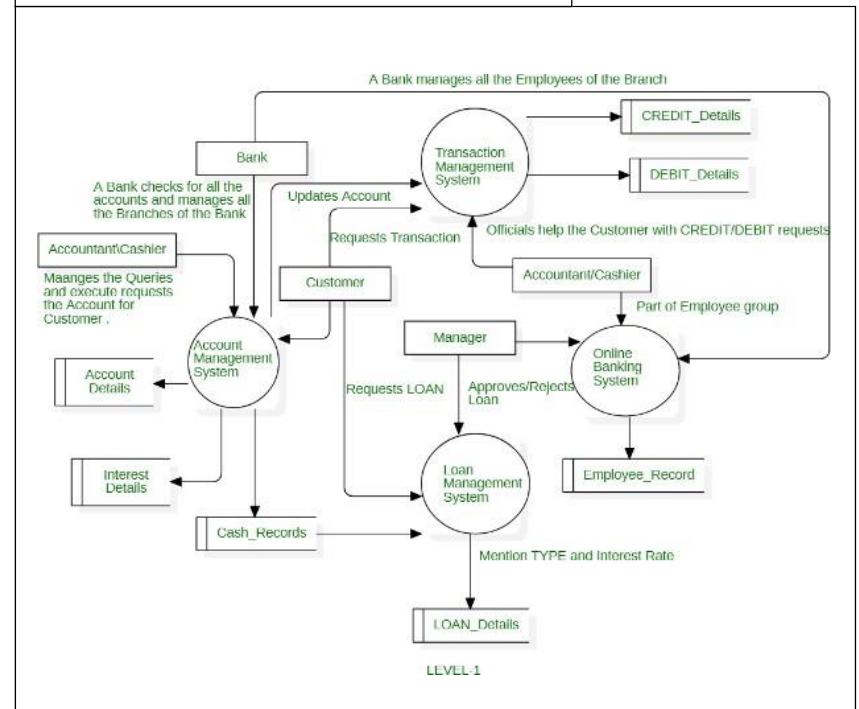 A Bank manages all the Employees of the Branch
CREDIT_Details
Transaction
Management
System
Bank
DEBIT_Details
A Bank checks for all the
accounts and manages all
the Branches of the Bank
Updates Account
Requests Transaction
Officials help the Customer with CREDIT/DEBIT requests
Accountant\Cashier
Maanges the Queries
and execute requests
the Account for
Customer .
Customer
Accountant/Cashier
Part of Employee group
Manager
Account
Management
System
Online
Banking
System
Account
Details
Requests LOAN
Approves/Rejects
Loan
Interest
Details
Loan
Management
System
Employee_Record
Cash_Records
Mention TYPE and Interest Rate
LOAN_Details
LEVEL-1